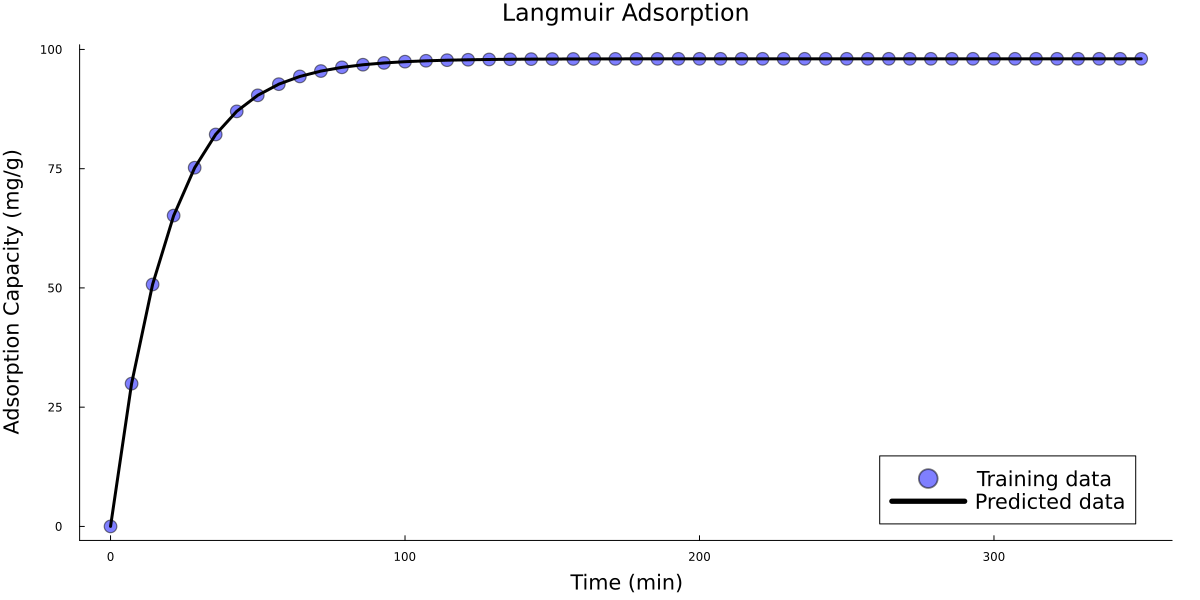 Langmuir Adsorption
Adsorption Capacity (mg/g)
100
75
50
25
0
0 100 200 300
Time (min)
Training data
Predicted data